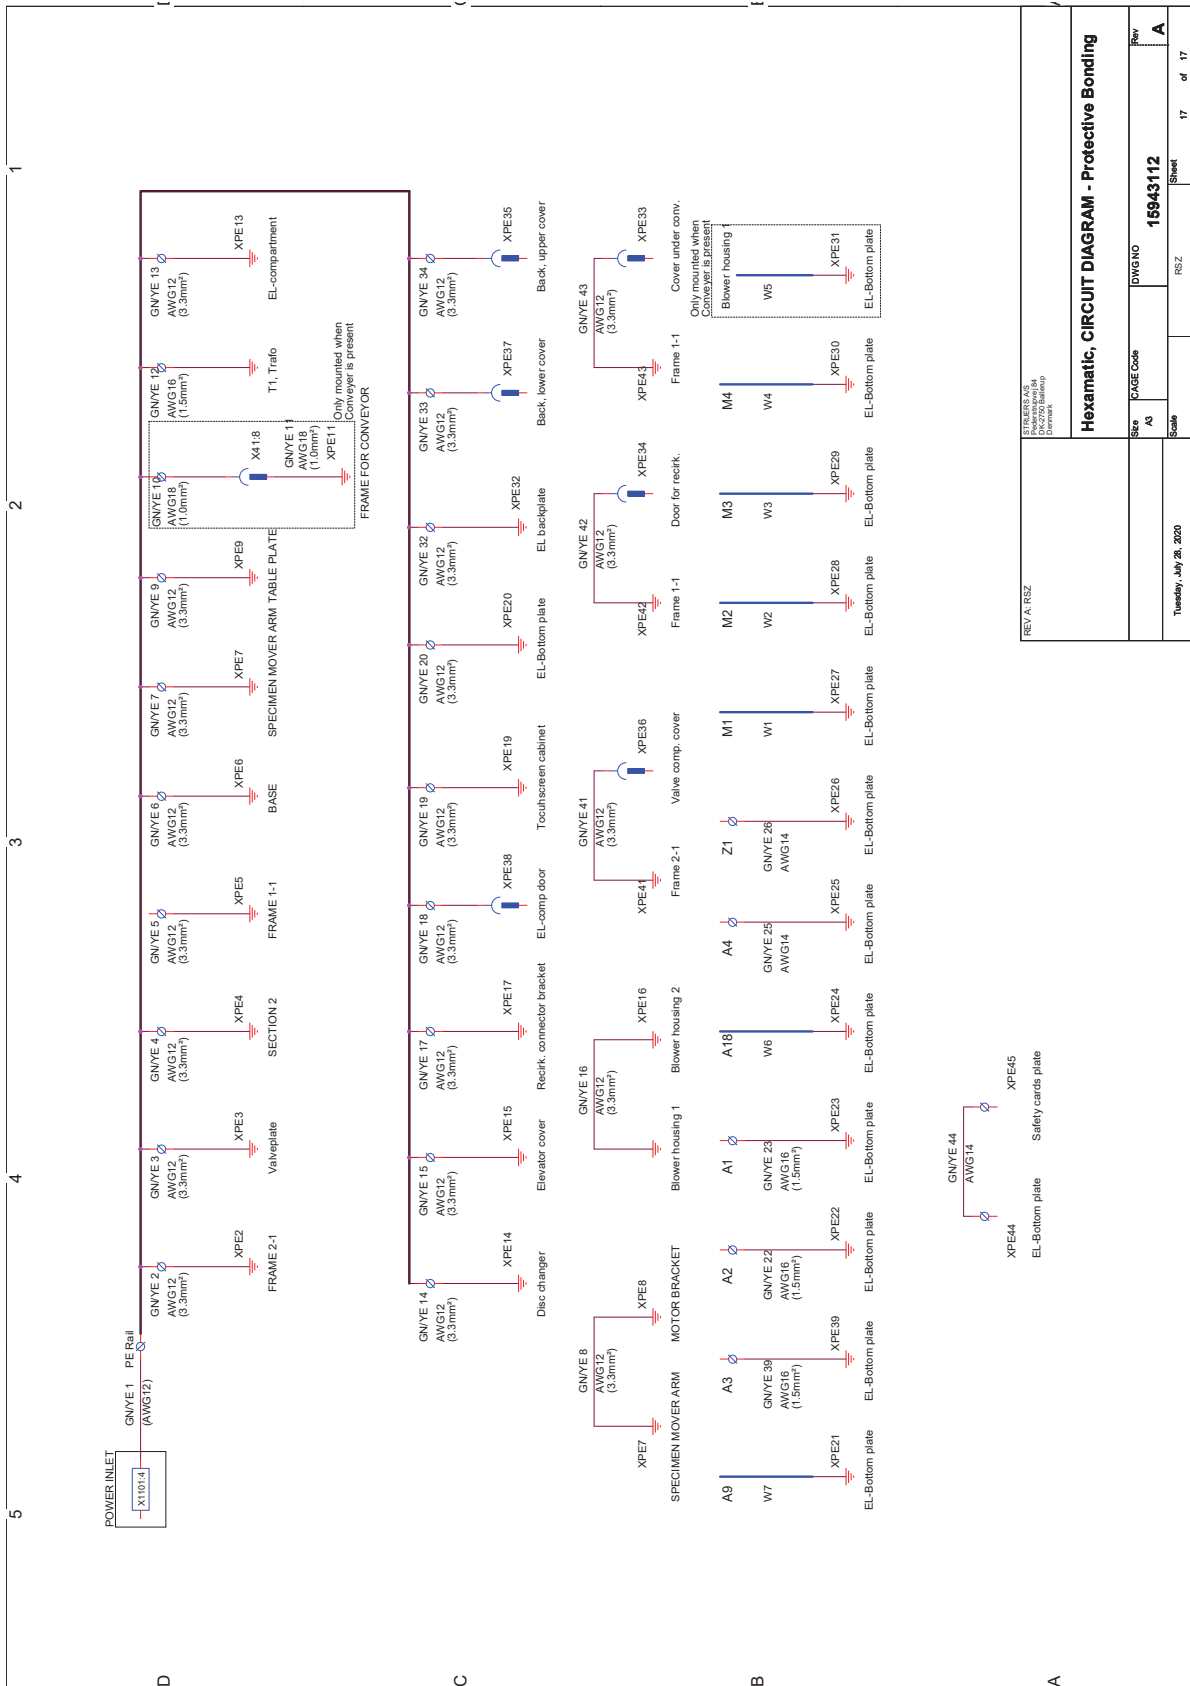 5
4
3
2
1
D
C
B
A
POWER INLET
X1101:4
GN/YE 1
(AWG12)
PE Rail
GN/YE 2
AWG12
(3.3mm²)
XPE2
FRAME 2-1
GN/YE 3
AWG12
(3.3mm²)
XPE3
Valveplate
GN/YE 4
AWG12
(3.3mm²)
XPE4
SECTION 2
GN/YE 5
AWG12
(3.3mm²)
XPE5
FRAME 1-1
GN/YE 6
AWG12
(3.3mm²)
XPE6
BASE
GN/YE 7
AWG12
(3.3mm²)
XPE7
SPECIMEN MOVER ARM TABLE PLATE
GN/YE 9
AWG12
(3.3mm²)
XPE9
GN/YE 10
AWG18
(1.0mm²)
X41:8
GN/YE 11
AWG18
(1.0mm²)
XPE11
Only mounted when
Conveyer is present
FRAME FOR CONVEYOR
GN/YE 12
AWG16
(1.5mm²)
T1, Trafo
GN/YE 13
AWG12
(3.3mm²)
XPE13
EL-compartment
GN/YE 14
AWG12
(3.3mm²)
XPE14
Disc changer
GN/YE 15
AWG12
(3.3mm²)
XPE15
Elevator cover
GN/YE 17
AWG12
(3.3mm²)
XPE17
Recirk. connector bracket
GN/YE 18
AWG12
(3.3mm²)
XPE38
EL-comp door
GN/YE 19
AWG12
(3.3mm²)
XPE19
Tocuhscreen cabinet
GN/YE 20
AWG12
(3.3mm²)
XPE20
EL-Bottom plate
GN/YE 32
AWG12
(3.3mm²)
XPE32
EL backplate
GN/YE 33
AWG12
(3.3mm²)
XPE37
Back, lower cover
GN/YE 34
AWG12
(3.3mm²)
XPE35
Back, upper cover
GN/YE 8
AWG12
(3.3mm²)
XPE7
SPECIMEN MOVER ARM
XPE8
MOTOR BRACKET
GN/YE 16
AWG12
(3.3mm²)
Blower housing 1
XPE16
Blower housing 2
GN/YE 41
AWG12
(3.3mm²)
XPE41
Frame 2-1
XPE36
Valve comp. cover
GN/YE 42
AWG12
(3.3mm²)
XPE42
Frame 1-1
XPE34
Door for recirk.
GN/YE 43
AWG12
(3.3mm²)
XPE43
Frame 1-1
XPE33
Cover under conv.
Only mounted when
Conveyer is present
A9
W7
XPE21
EL-Bottom plate
A3
GN/YE 39
AWG16
(1.5mm²)
XPE39
EL-Bottom plate
A2
GN/YE 22
AWG16
(1.5mm²)
XPE22
EL-Bottom plate
A1
GN/YE 23
AWG16
(1.5mm²)
XPE23
EL-Bottom plate
A18
W6
XPE24
EL-Bottom plate
A4
GN/YE 25
AWG14
XPE25
EL-Bottom plate
Z1
GN/YE 26
AWG14
XPE26
EL-Bottom plate
M1
W1
XPE27
EL-Bottom plate
M2
W2
XPE28
EL-Bottom plate
M3
W3
XPE29
EL-Bottom plate
M4
W4
XPE30
EL-Bottom plate
Blower housing 1
W5
XPE31
EL-Bottom plate
GN/YE 44
AWG14
XPE44
EL-Bottom plate
XPE45
Safety cards plate
REV A: RSZ
STRUERS A/S
Pederstrupvej 84
DK-2750 Ballerup
Denmark
Hexamatic, CIRCUIT DIAGRAM - Protective Bonding
Size
A3
CAGE Code
DWG NO
15943112
Rev
A
Tuesday, July 28, 2020
Scale
RSZ
Sheet
17 of 17